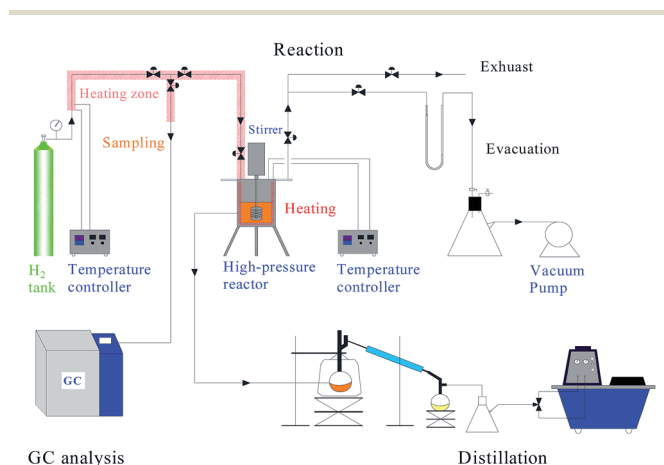 Reaction
Exhuast
Heating zone
Sampling
Stirrer
Evacuation
Heating
H2
tank
Temperature
controller
High-pressure
reactor
Temperature
controller
Vacuum
Pump
GC
GC analysis
Distillation